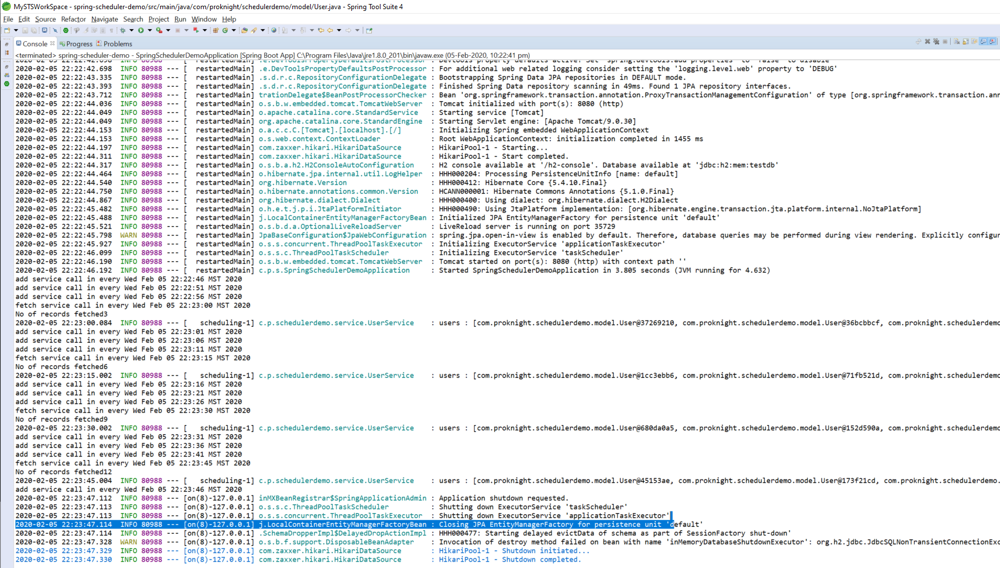 MySTSWorkSpace - spring-scheduler-demo/src/main/java/com/proknight/schedulerdemo/model/User.java - Spring Tool Suite 4
File Edit Source Refactor Navigate Search Project Run Window Help
Console Progress Problems
<terminated> spring-scheduler-demo - SpringSchedulerDemoApplication [Spring Boot App] C:\Program Files\Java\jre1.8.0_201\bin\javaw.exe (05-Feb-2020, 10:22:41 pm)
2020-02-05 22:22:42.698 INFO 80988 --- [ restartedMain] .e.DevToolsPropertyDefaultsPostProcessor : Devtools property defaults active! Set 'spring.devtools.add-properties' to 'false' to disable
2020-02-05 22:22:42.698 INFO 80988 --- [ restartedMain] .e.DevToolsPropertyDefaultsPostProcessor : For additional web related logging consider setting the 'logging.level.web' property to 'DEBUG'
2020-02-05 22:22:43.335 INFO 80988 --- [ restartedMain] .s.d.r.c.RepositoryConfigurationDelegate : Bootstrapping Spring Data JPA repositories in DEFAULT mode.
2020-02-05 22:22:43.393 INFO 80988 --- [ restartedMain] .s.d.r.c.RepositoryConfigurationDelegate : Finished Spring Data repository scanning in 49ms. Found 1 JPA repository interfaces.
2020-02-05 22:22:43.712 INFO 80988 --- [ restartedMain] trationDelegate$BeanPostProcessorChecker : Bean 'org.springframework.transaction.annotation.ProxyTransactionManagementConfiguration' of type [org.springframework.transaction.ann
2020-02-05 22:22:44.036 INFO 80988 --- [ restartedMain] o.s.b.w.embedded.tomcat.TomcatWebServer : Tomcat initialized with port(s): 8080 (http)
2020-02-05 22:22:44.049 INFO 80988 --- [ restartedMain] o.apache.catalina.core.StandardService : Starting service [Tomcat]
2020-02-05 22:22:44.049 INFO 80988 --- [ restartedMain] org.apache.catalina.core.StandardEngine : Starting Servlet engine: [Apache Tomcat/9.0.30]
2020-02-05 22:22:44.153 INFO 80988 --- [ restartedMain] o.a.c.c.C.[Tomcat].[localhost].[/] : Initializing Spring embedded WebApplicationContext
2020-02-05 22:22:44.153 INFO 80988 --- [ restartedMain] o.s.web.context.ContextLoader : Root WebApplicationContext: initialization completed in 1455 ms
2020-02-05 22:22:44.197 INFO 80988 --- [ restartedMain] com.zaxxer.hikari.HikariDataSource : HikariPool-1 - Starting...
2020-02-05 22:22:44.311 INFO 80988 --- [ restartedMain] com.zaxxer.hikari.HikariDataSource : HikariPool-1 - Start completed.
2020-02-05 22:22:44.317 INFO 80988 --- [ restartedMain] o.s.b.a.h2.H2ConsoleAutoConfiguration : H2 console available at '/h2-console'. Database available at 'jdbc:h2:mem:testdb'
2020-02-05 22:22:44.464 INFO 80988 --- [ restartedMain] o.hibernate.jpa.internal.util.LogHelper : HHH000204: Processing PersistenceUnitInfo [name: default]
2020-02-05 22:22:44.540 INFO 80988 --- [ restartedMain] org.hibernate.Version : HHH000412: Hibernate Core {5.4.10.Final}
2020-02-05 22:22:44.750 INFO 80988 --- [ restartedMain] o.hibernate.annotations.common.Version : HCANN000001: Hibernate Commons Annotations {5.1.0.Final}
2020-02-05 22:22:44.867 INFO 80988 --- [ restartedMain] org.hibernate.dialect.Dialect : HHH000400: Using dialect: org.hibernate.dialect.H2Dialect
2020-02-05 22:22:45.482 INFO 80988 --- [ restartedMain] o.h.e.t.j.p.i.JtaPlatformInitiator : HHH000490: Using JtaPlatform implementation: [org.hibernate.engine.transaction.jta.platform.internal.NoJtaPlatform]
2020-02-05 22:22:45.488 INFO 80988 --- [ restartedMain] j.LocalContainerEntityManagerFactoryBean : Initialized JPA EntityManagerFactory for persistence unit 'default'
2020-02-05 22:22:45.521 INFO 80988 --- [ restartedMain] o.s.b.d.a.OptionalLiveReloadServer : LiveReload server is running on port 35729
2020-02-05 22:22:45.798 WARN 80988 --- [ restartedMain] JpaBaseConfiguration$JpaWebConfiguration : spring.jpa.open-in-view is enabled by default. Therefore, database queries may be performed during view rendering. Explicitly configur
2020-02-05 22:22:45.927 INFO 80988 --- [ restartedMain] o.s.s.concurrent.ThreadPoolTaskExecutor : Initializing ExecutorService 'applicationTaskExecutor'
2020-02-05 22:22:46.099 INFO 80988 --- [ restartedMain] o.s.s.c.ThreadPoolTaskScheduler : Initializing ExecutorService 'taskScheduler'
2020-02-05 22:22:46.190 INFO 80988 --- [ restartedMain] o.s.b.w.embedded.tomcat.TomcatWebServer : Tomcat started on port(s): 8080 (http) with context path ''
2020-02-05 22:22:46.192 INFO 80988 --- [ restartedMain] c.p.s.SpringSchedulerDemoApplication : Started SpringSchedulerDemoApplication in 3.805 seconds (JVM running for 4.632)
add service call in every Wed Feb 05 22:22:46 MST 2020
add service call in every Wed Feb 05 22:22:51 MST 2020
add service call in every Wed Feb 05 22:22:56 MST 2020
fetch service call in every Wed Feb 05 22:23:00 MST 2020
No of records fetched3
2020-02-05 22:23:00.084 INFO 80988 --- [ scheduling-1] c.p.schedulerdemo.service.UserService : users : [com.proknight.schedulerdemo.model.User@37269210, com.proknight.schedulerdemo.model.User@36bcbbcf, com.proknight.schedulerdemo
add service call in every Wed Feb 05 22:23:01 MST 2020
add service call in every Wed Feb 05 22:23:06 MST 2020
add service call in every Wed Feb 05 22:23:11 MST 2020
fetch service call in every Wed Feb 05 22:23:15 MST 2020
No of records fetched6
2020-02-05 22:23:15.002 INFO 80988 --- [ scheduling-1] c.p.schedulerdemo.service.UserService : users : [com.proknight.schedulerdemo.model.User@1cc3ebb6, com.proknight.schedulerdemo.model.User@71fb521d, com.proknight.schedulerdemo
add service call in every Wed Feb 05 22:23:16 MST 2020
add service call in every Wed Feb 05 22:23:21 MST 2020
add service call in every Wed Feb 05 22:23:26 MST 2020
fetch service call in every Wed Feb 05 22:23:30 MST 2020
No of records fetched9
2020-02-05 22:23:30.002 INFO 80988 --- [ scheduling-1] c.p.schedulerdemo.service.UserService : users : [com.proknight.schedulerdemo.model.User@680da0a5, com.proknight.schedulerdemo.model.User@152d590a, com.proknight.schedulerdemo
add service call in every Wed Feb 05 22:23:31 MST 2020
add service call in every Wed Feb 05 22:23:36 MST 2020
add service call in every Wed Feb 05 22:23:41 MST 2020
fetch service call in every Wed Feb 05 22:23:45 MST 2020
No of records fetched12
2020-02-05 22:23:45.004 INFO 80988 --- [ scheduling-1] c.p.schedulerdemo.service.UserService : users : [com.proknight.schedulerdemo.model.User@45153ae, com.proknight.schedulerdemo.model.User@173f21cd, com.proknight.schedulerdemo.
add service call in every Wed Feb 05 22:23:46 MST 2020
2020-02-05 22:23:47.112 INFO 80988 --- [on(8)-127.0.0.1] inMXBeanRegistrar$SpringApplicationAdmin : Application shutdown requested.
2020-02-05 22:23:47.113 INFO 80988 --- [on(8)-127.0.0.1] o.s.s.c.ThreadPoolTaskScheduler : Shutting down ExecutorService 'taskScheduler'
2020-02-05 22:23:47.113 INFO 80988 --- [on(8)-127.0.0.1] o.s.s.concurrent.ThreadPoolTaskExecutor : Shutting down ExecutorService 'applicationTaskExecutor'
2020-02-05 22:23:47.114 INFO 80988 --- [on(8)-127.0.0.1] j.LocalContainerEntityManagerFactoryBean : Closing JPA EntityManagerFactory for persistence unit 'default'
2020-02-05 22:23:47.114 INFO 80988 --- [on(8)-127.0.0.1] .SchemaDropperImpl$DelayedDropActionImpl : HHH000477: Starting delayed evictData of schema as part of SessionFactory shut-down'
2020-02-05 22:23:47.328 WARN 80988 --- [on(8)-127.0.0.1] o.s.b.f.support.DisposableBeanAdapter : Invocation of destroy method failed on bean with name 'inMemoryDatabaseShutdownExecutor': org.h2.jdbc.JdbcSQLNonTransientConnectionExc
2020-02-05 22:23:47.329 INFO 80988 --- [on(8)-127.0.0.1] com.zaxxer.hikari.HikariDataSource : HikariPool-1 - Shutdown initiated...
2020-02-05 22:23:47.330 INFO 80988 --- [on(8)-127.0.0.1] com.zaxxer.hikari.HikariDataSource : HikariPool-1 - Shutdown completed.